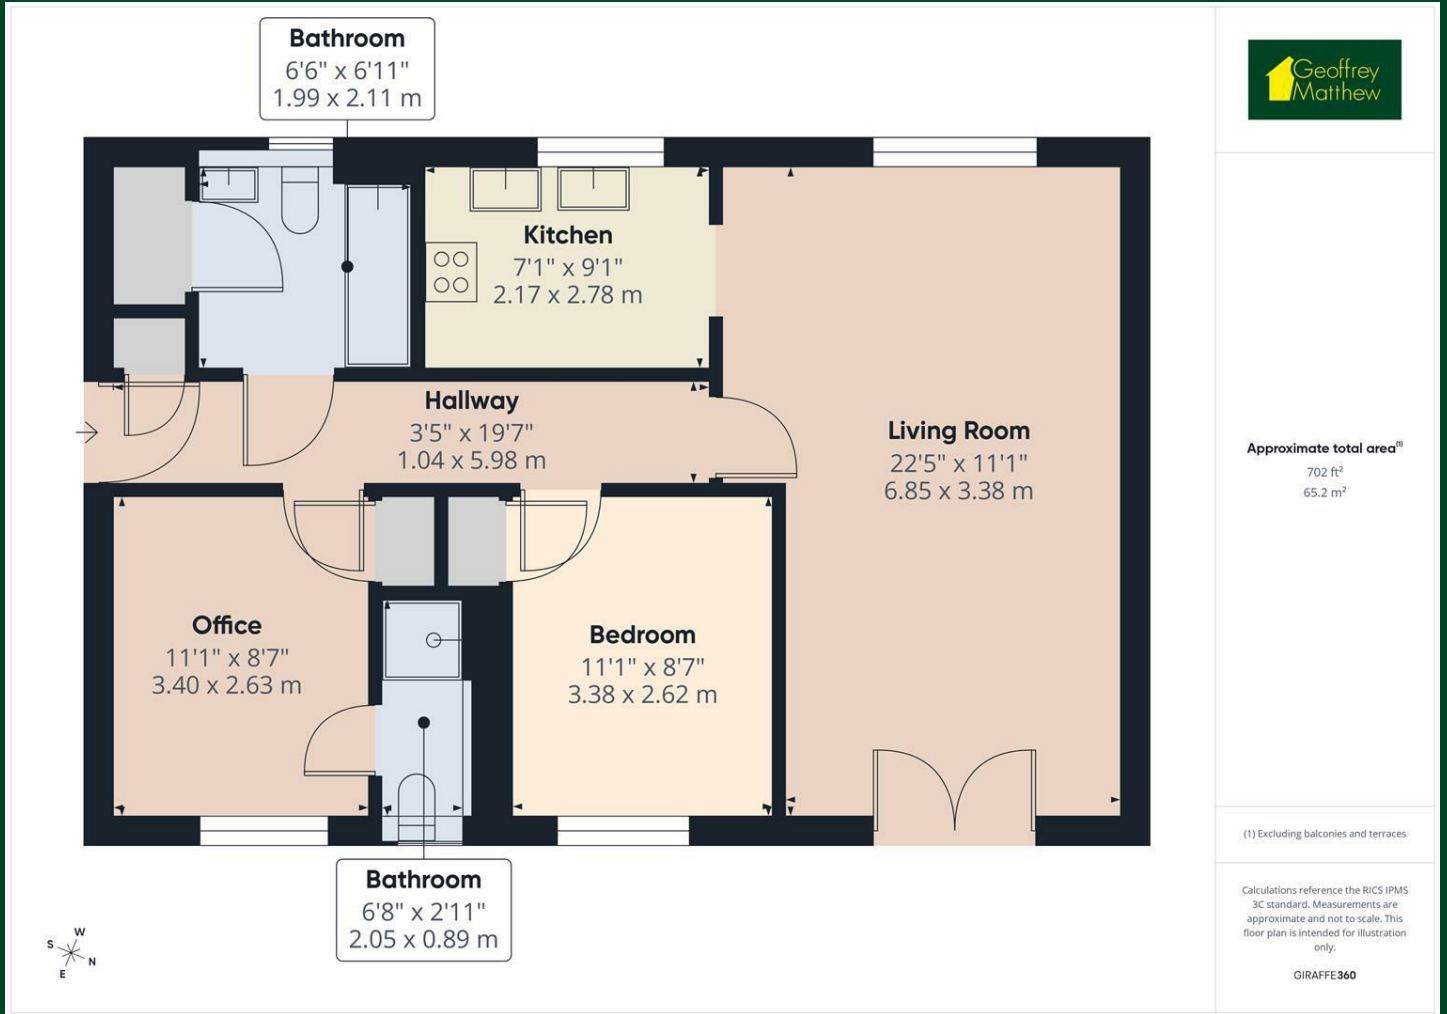 Bathroom
6'6" x 6'11"
1.99 x 2.11 m
Geoffrey
Matthew
Kitchen
7'1" x 9'1"
2.17 x 2.78 m
Hallway
3'5" x 19'7"
1.04 x 5.98 m
Living Room
22'5" x 11'1"
6.85 x 3.38 m
Approximate total area(1)
702 ft²
65.2 m²
Office
11'1" x 8'7"
3.40 x 2.63 m
Bedroom
11'1" x 8'7"
3.38 x 2.62 m
Bathroom
6'8" x 2'11"
2.05 x 0.89 m
(1) Excluding balconies and terraces
Calculations reference the RICS IPMS
3C standard. Measurements are
approximate and not to scale. This
floor plan is intended for illustration
only.
GIRAFFE360
W
S
N
E